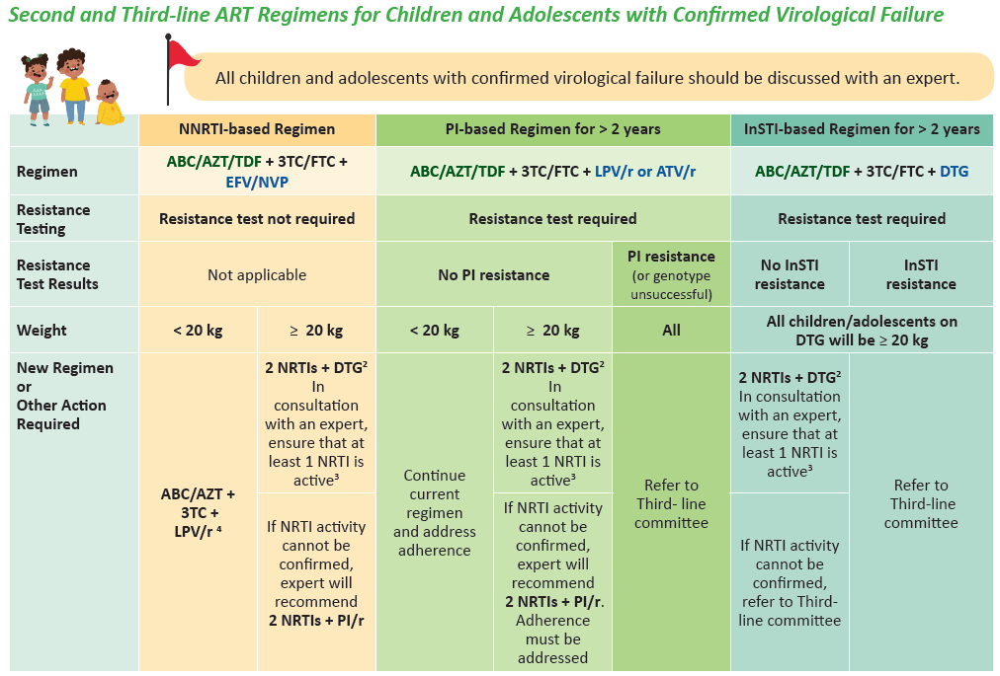 Second and Third-line ART Regimens for Children and Adolescents with Confirmed Virological Failure
All children and adolescents with confirmed virological failure should be discussed with an expert.
NNRTI-based Regimen
PI-based Regimen for > 2 years
InSTI-based Regimen for > 2 years
Regimen
ABC/AZT/TDF + 3TC/FTC +
EFV/NVP
ABC/AZT/TDF + 3TC/FTC + LPV/r or ATV/r
ABC/AZT/TDF + 3TC/FTC + DTG
Resistance
Testing
Resistance test not required
Resistance test required
Resistance test required
Resistance
Test Results
Not applicable
No PI resistance
PI resistance
(or genotype
unsuccessful)
No InSTI
resistance
InSTI
resistance
Weight
< 20 kg
≥ 20 kg
< 20 kg
≥ 20 kg
All
All children/adolescents on
DTG will be ≥ 20 kg
New Regimen
or
Other Action
Required
ABC/AZT +
3TC +
LPV/r ⁴
2 NRTIs + DTG²
In
consultation
with an expert,
ensure that at
least 1 NRTI is
active³
If NRTI activity
cannot be
confirmed,
expert will
recommend
2 NRTIs + PI/r
Continue
current
regimen
and address
adherence
2 NRTIs + DTG²
In
consultation
with an expert,
ensure that at
least 1 NRTI is
active³
If NRTI activity
cannot be
confirmed,
expert will
recommend
2 NRTIs + PI/r.
Adherence
must be
addressed
Refer to
Third- line
committee
2 NRTIs + DTG²
In consultation
with an expert,
ensure that at
least 1 NRTI is
active³
If NRTI activity
cannot be
confirmed,
refer to Third-
line committee
Refer to
Third-line
committee